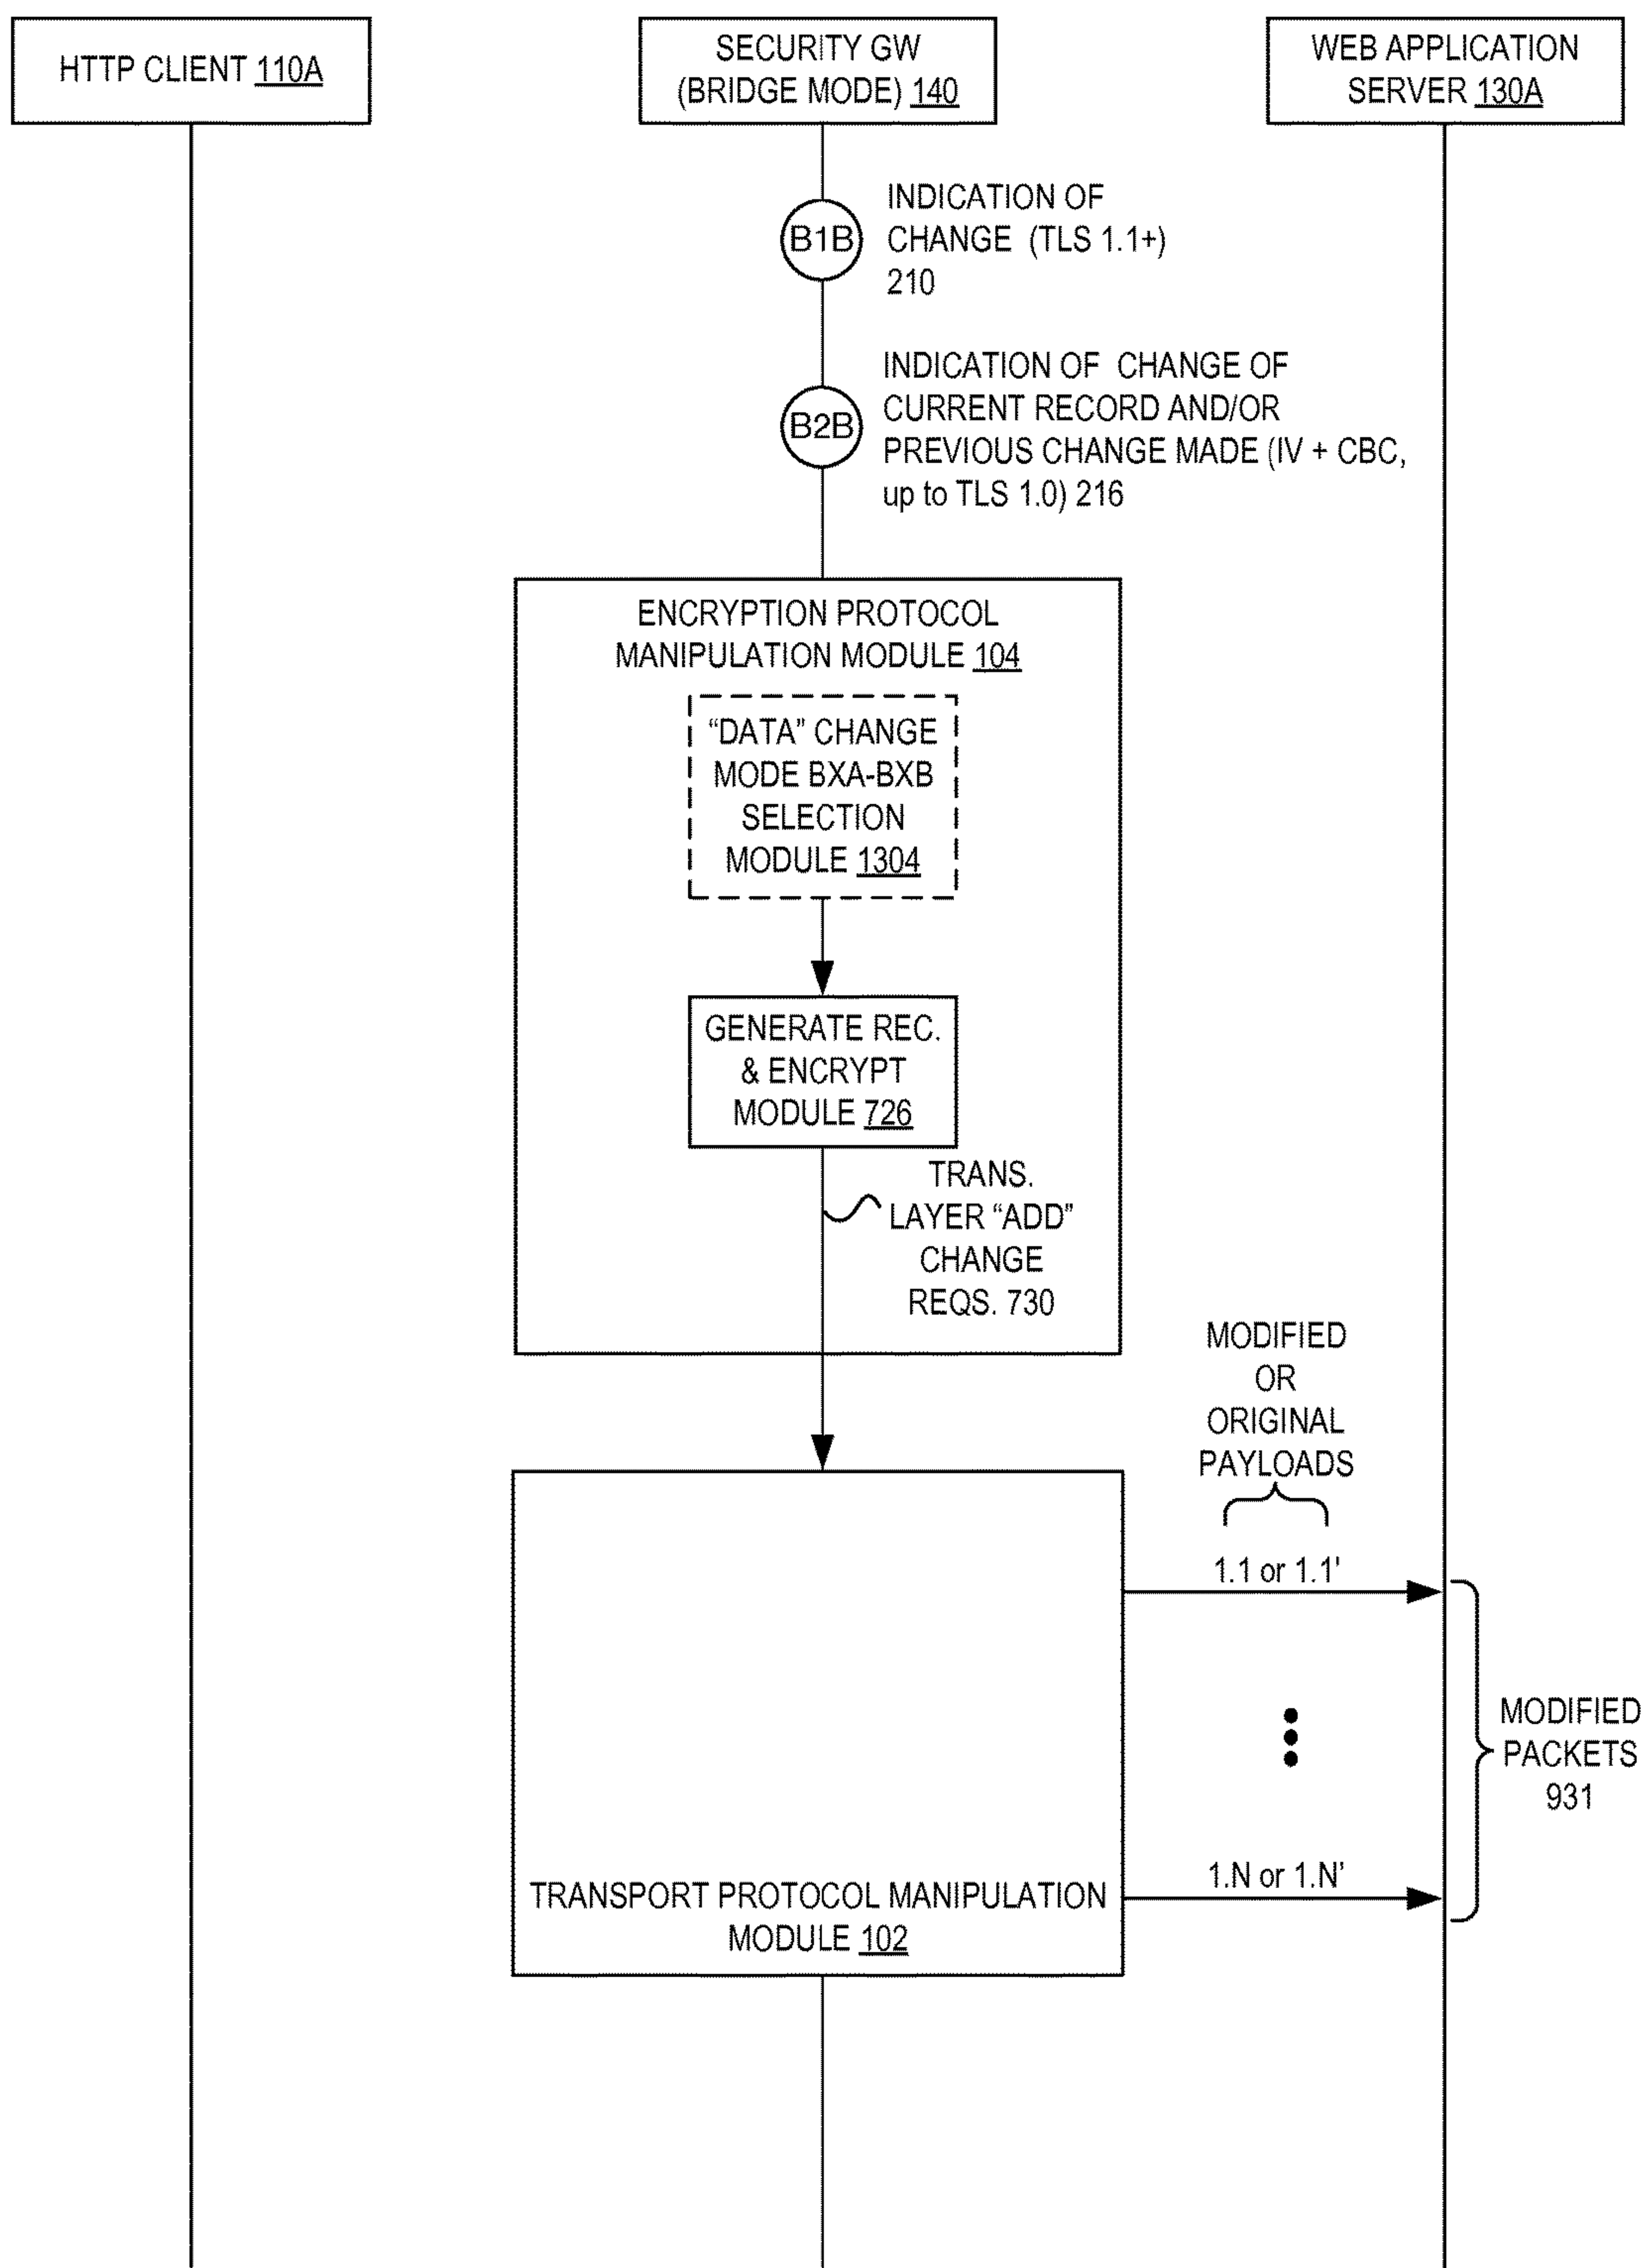 HTTP CLIENT 110A
SECURITY GW
(BRIDGE MODE) 140
WEB APPLICATION
SERVER 130A
B1B
INDICATION OF
CHANGE (TLS 1.1+)
210
B2B
INDICATION OF CHANGE OF
CURRENT RECORD AND/OR
PREVIOUS CHANGE MADE (IV + CBC,
up to TLS 1.0) 216
ENCRYPTION PROTOCOL
MANIPULATION MODULE 104
“DATA” CHANGE
MODE BXA-BXB
SELECTION
MODULE 1304
GENERATE REC.
& ENCRYPT
MODULE 726
TRANS.
LAYER “ADD”
CHANGE
REQS. 730
MODIFIED
OR
ORIGINAL
PAYLOADS
1.1 or 1.1'
MODIFIED
PACKETS
931
1.N or 1.N’
TRANSPORT PROTOCOL MANIPULATION
MODULE 102